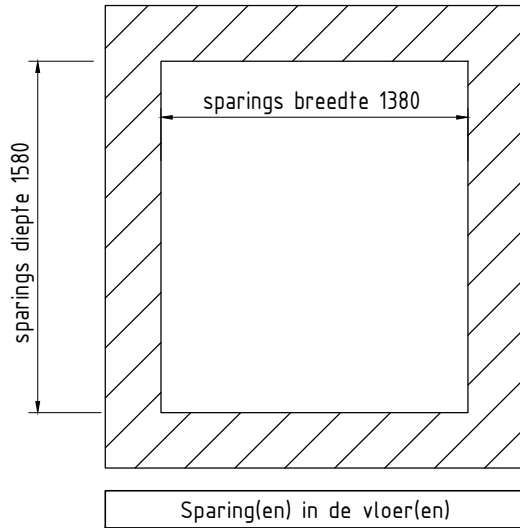 sparings breedte 1380
sparings diepte 1580
Sparing(en) in de vloer(en)